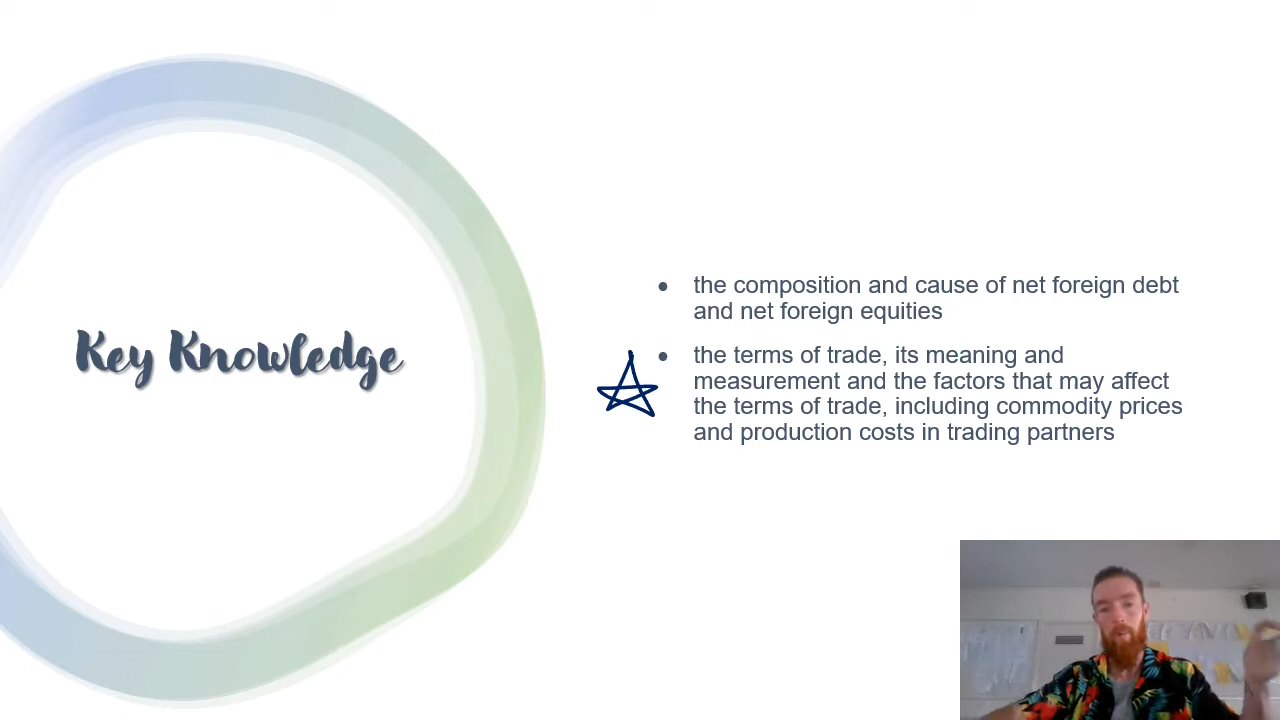 Key Knowledge
• the composition and cause of net foreign debt
and net foreign equities
• the terms of trade, its meaning and
measurement and the factors that may affect
the terms of trade, including commodity prices
and production costs in trading partners